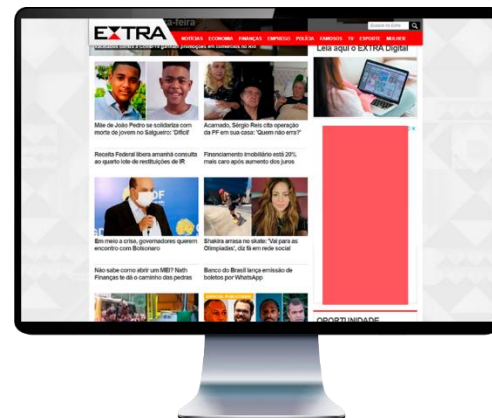 a-feira
EXTRA
NOTÍCIAS ECONOMIA FINANÇAS EMPREGO POLÍCIA FAMOSOS TV ESPORTE MULHER
Leia aqui o EXTRA Digital
Mãe de João Pedro se solidariza com
morte de jovem no Salgueiro: 'Difícil'
Acamado, Sérgio Reis cita operação
da PF em sua casa: 'Quem não erra?'
Receita Federal libera amanhã consulta
ao quarto lote de restituições de IR
Financiamento imobiliário está 20%
mais caro após aumento dos juros
Em meio a crise, governadores querem
encontro com Bolsonaro
Shakira arrasa no skate: 'Vai para as
Olimpíadas', diz fã em rede social
Não sabe como abrir um MEI? Nath
Finanças te dá o caminho das pedras
Banco do Brasil lança emissão de
boletos por WhatsApp
OPORTUNIDADE